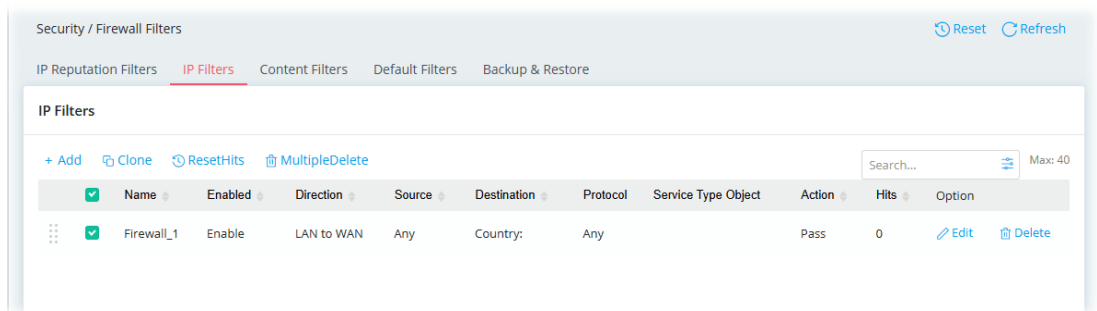 Security / Firewall Filters Reset Refresh
IP Reputation Filters IP Filters Content Filters Default Filters Backup & Restore
IP Filters
+ Add Clone ResetHits MultipleDelete Search... Max: 40
Name Enabled Direction Source Destination Protocol Service Type Object Action Hits Option
Firewall_1 Enable LAN to WAN Any Country: Any Pass 0 Edit Delete